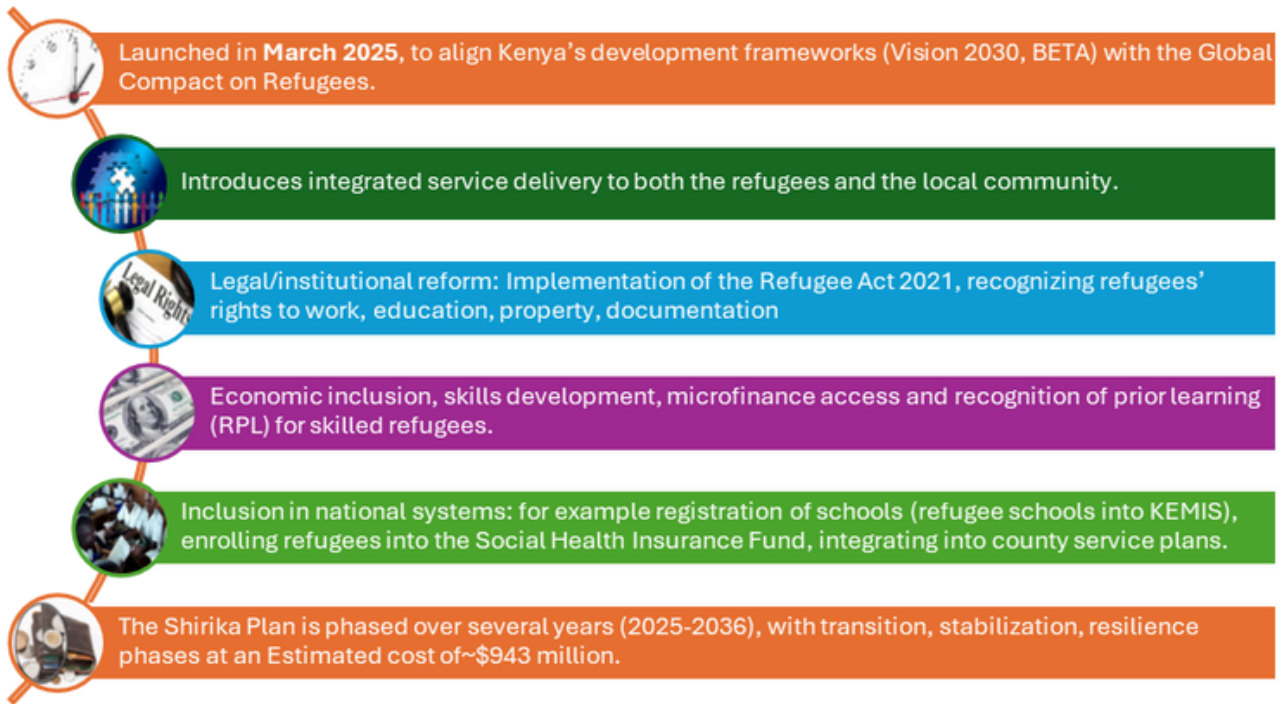 Launched in March 2025, to align Kenya’s development frameworks (Vision 2030, BETA) with the Global
Compact on Refugees.
Introduces integrated service delivery to both the refugees and the local community.
Legal Rights
Legal/institutional reform: Implementation of the Refugee Act 2021, recognizing refugees’
rights to work, education, property, documentation
Economic inclusion, skills development, microfinance access and recognition of prior learning
(RPL) for skilled refugees.
Inclusion in national systems: for example registration of schools (refugee schools into KEMIS),
enrolling refugees into the Social Health Insurance Fund, integrating into county service plans.
The Shirika Plan is phased over several years (2025-2036), with transition, stabilization, resilience
phases at an Estimated cost of~$943 million.